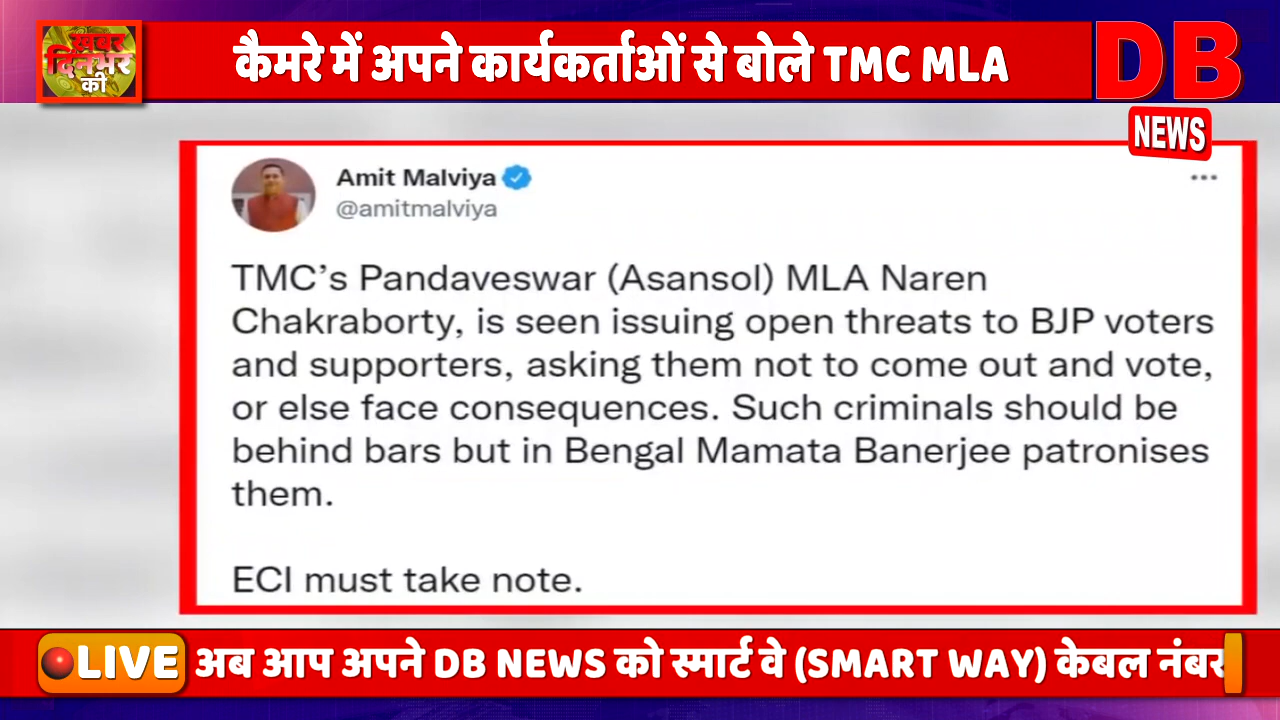 खबर
दिनभर
की
कैमरे में अपने कार्यकर्ताओं से बोले TMC MLA
DB
NEWS
Amit Malviya
@amitmalviya
TMC’s Pandaveswar (Asansol) MLA Naren
Chakraborty, is seen issuing open threats to BJP voters
and supporters, asking them not to come out and vote,
or else face consequences. Such criminals should be
behind bars but in Bengal Mamata Banerjee patronises
them.
ECI must take note.
LIVE
अब आप अपने DB NEWS को स्मार्ट वे (SMART WAY) केबल नंबर